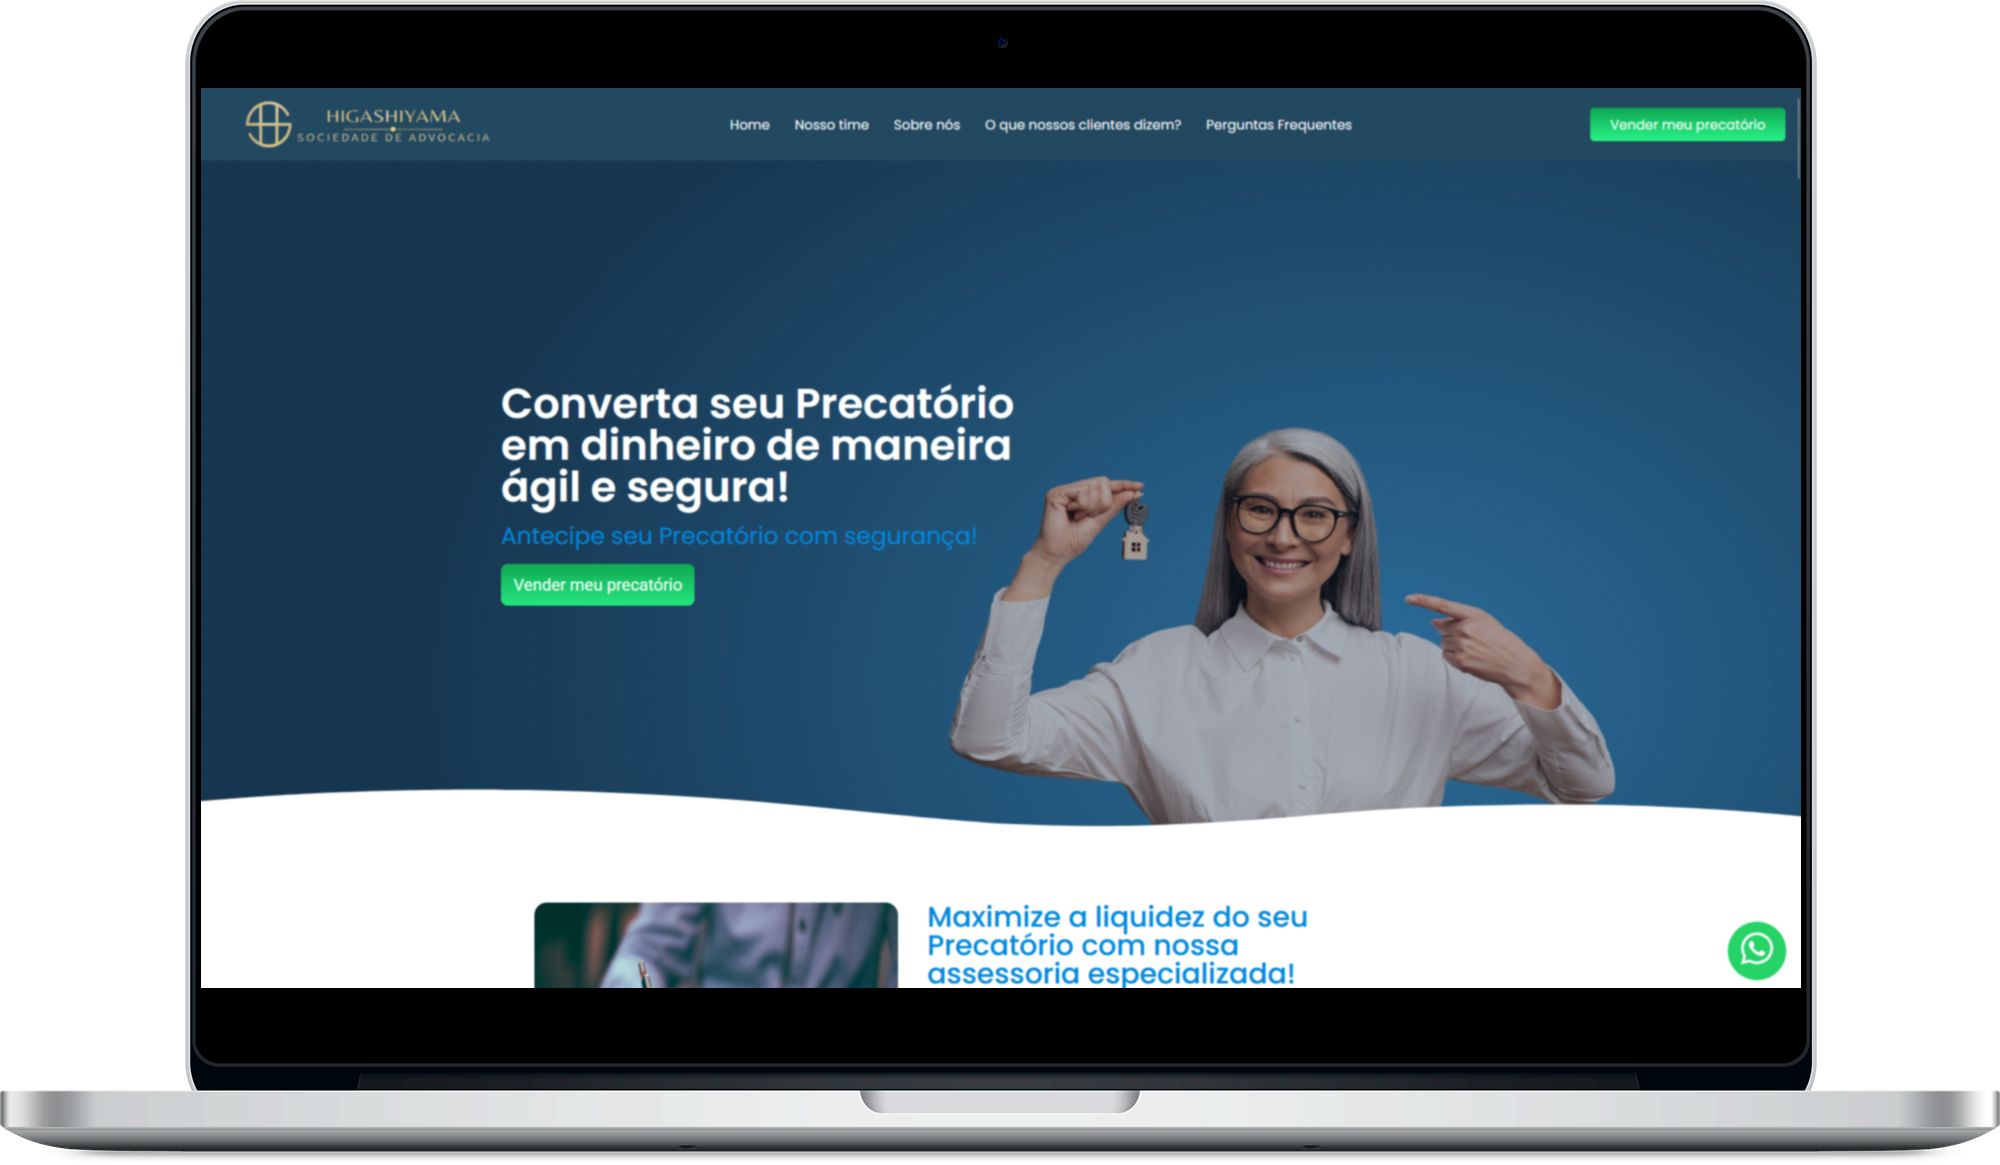 HIGASHIYAMA
SOCIEDADE DE ADVOCACIA
Home
Nosso time
Sobre nós
O que nossos clientes dizem?
Perguntas Frequentes
Vender meu precatório
Converta seu Precatório
em dinheiro de maneira
ágil e segura!
Antecipe seu Precatório com segurança!
Vender meu precatório
Maximize a liquidez do seu
Precatório com nossa
assessoria especializada!